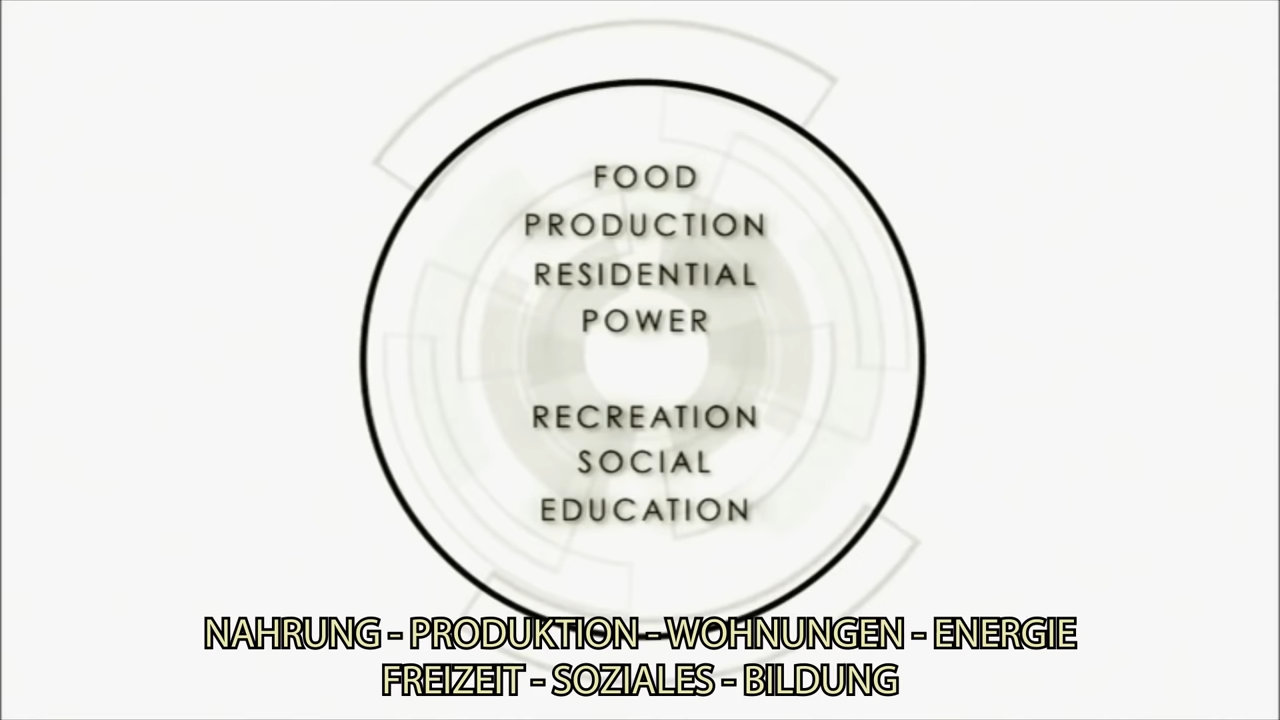 FOOD
PRODUCTION
RESIDENTIAL
POWER
RECREATION
SOCIAL
EDUCATION
NAHRUNG - PRODUKTION - WOHNUNGEN - ENERGIE
FREIZEIT - SOZIALES - BILDUNG